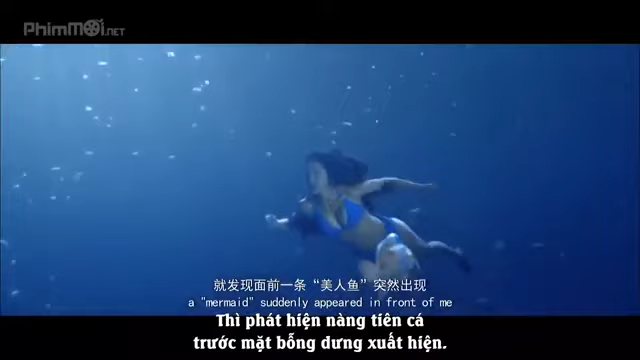 PhimMỚi.NET
就发现面前一条“美人鱼”突然出现
a "mermaid" suddenly appeared in front of me
Thì phát hiện nàng tiên cá
trước mặt bỗng dưng xuất hiện.